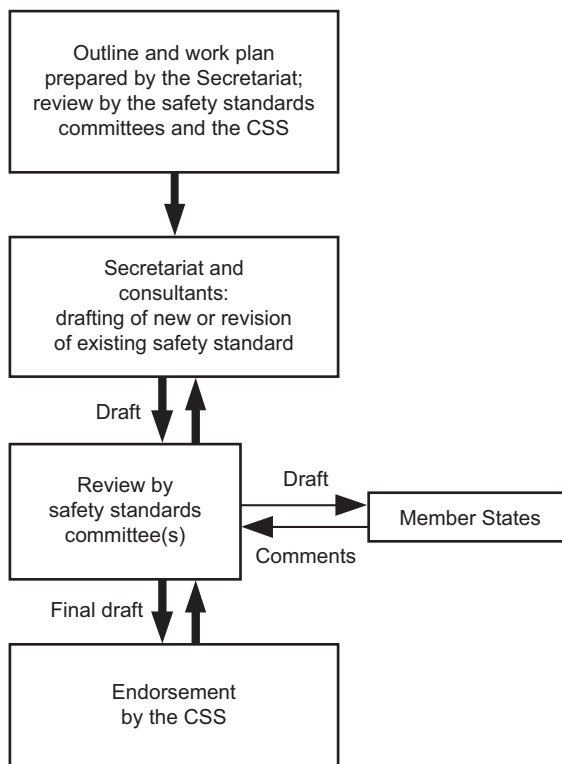 Outline and work plan
prepared by the Secretariat;
review by the safety standards
committees and the CSS
Secretariat and
consultants:
drafting of new or revision
of existing safety standard
Draft
Review by
safety standards
committee(s)
Draft
Member States
Comments
Final draft
Endorsement
by the CSS